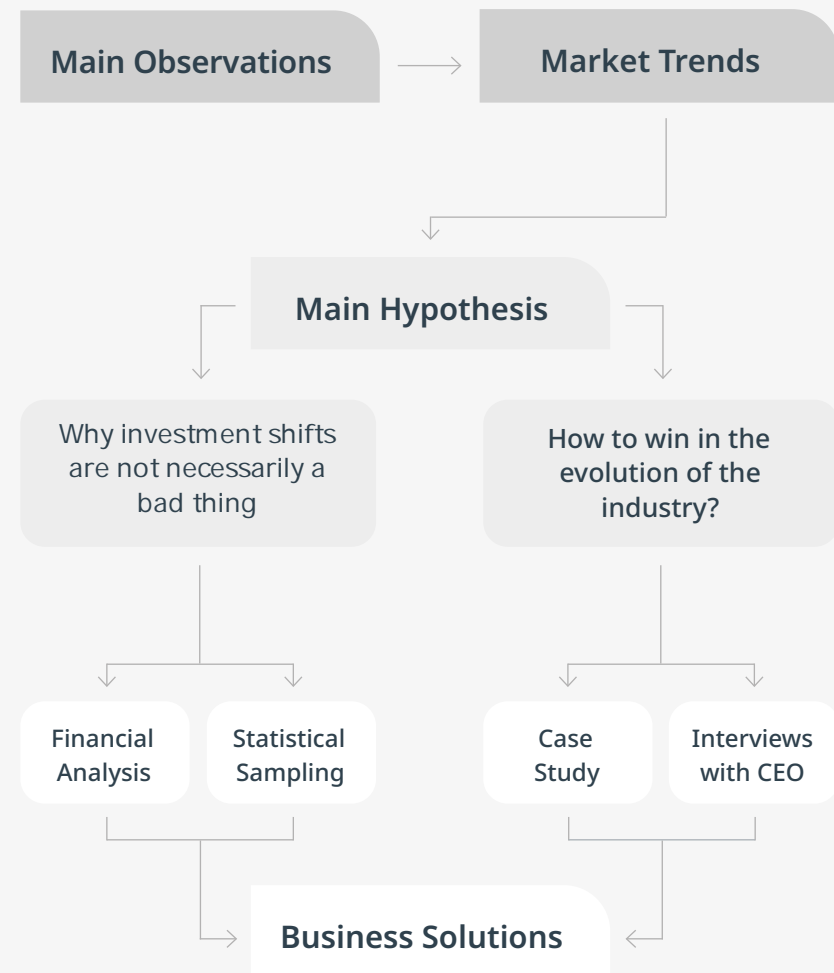 Main Observations
Market Trends
Main Hypothesis
Why investment shifts
are not necessarily a
bad thing
How to win in the
evolution of the
industry?
Financial
Analysis
Statistical
Sampling
Case
Study
Interviews
with CEO
Business Solutions